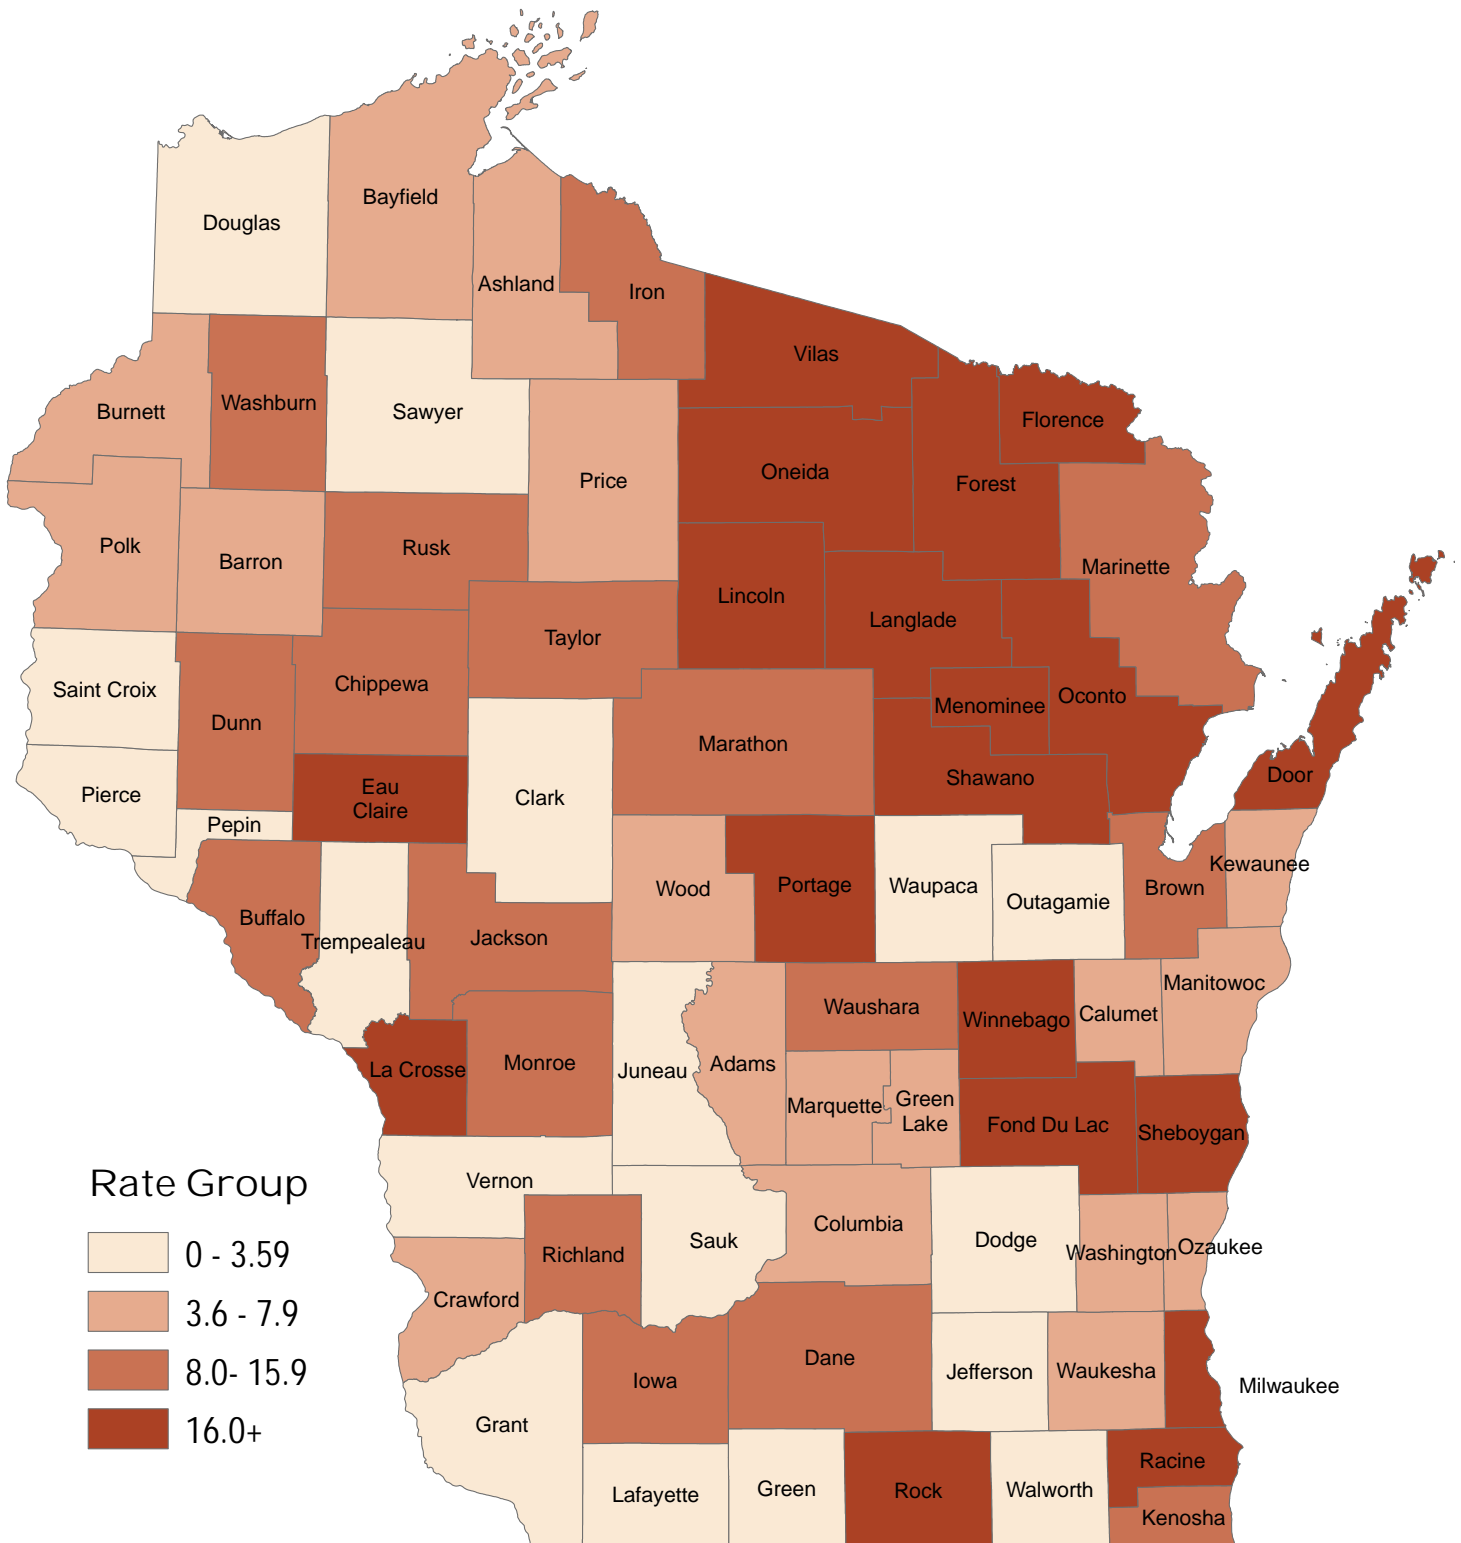 Bayfield
Douglas
Ashland
Iron
Vilas
Burnett
Washburn
Sawyer
Florence
Price
Oneida
Forest
Polk
Barron
Rusk
Marinette
Lincoln
Langlade
Taylor
Saint Croix
Chippewa
Menominee
Oconto
Dunn
Marathon
Shawano
Door
Pierce
Eau
Claire
Clark
Pepin
Kewaunee
Wood
Portage
Waupaca
Outagamie
Brown
Buffalo
Trempealeau
Jackson
Manitowoc
Waushara
Winnebago
Calumet
La Crosse
Monroe
Juneau
Adams
Marquette
Green
Lake
Fond Du Lac
Sheboygan
Vernon
Columbia
Richland
Sauk
Dodge
Washington
Ozaukee
Crawford
Dane
Jefferson
Waukesha
Iowa
Milwaukee
Grant
Racine
Lafayette
Green
Rock
Walworth
Kenosha
Rate Group
0 - 3.59
3.6 - 7.9
8.0- 15.9
16.0+